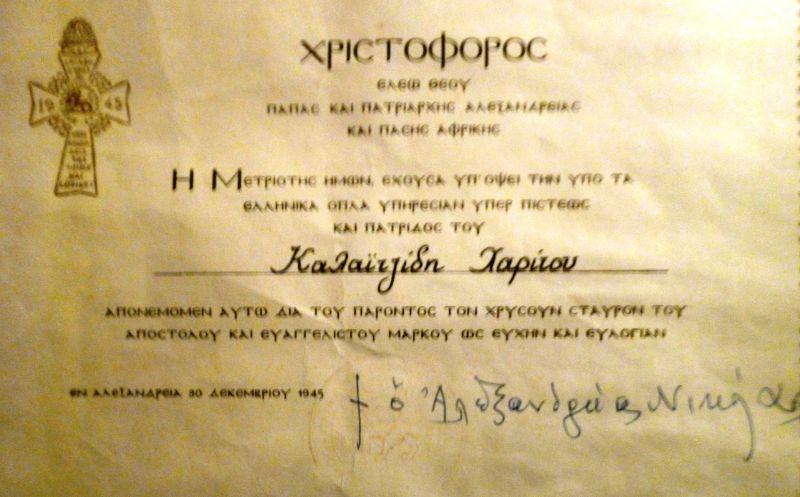 19 45
ΧΡΙΣΤΟΦΟΡΟΣ
ΕΛΕΩ ΘΕΟΥ
ΠΑΠΑΣ ΚΑΙ ΠΑΤΡΙΑΡΧΗΣ ΑΛΕΞΑΝΔΡΕΙΑΣ
ΚΑΙ ΠΑΣΗΣ ΑΦΡΙΚΗΣ
Η ΜΕΤΡΙΟΤΗΣ ΗΜΩΝ, ΕΧΟΥΣΑ ΥΠ'ΟΨΕΙ ΤΗΝ ΥΠΟ ΤΑ
ΕΛΛΗΝΙΚΑ ΟΠΛΑ ΥΠΗΡΕΣΙΑΝ ΥΠΕΡ ΠΙΣΤΕΩΣ
ΚΑΙ ΠΑΤΡΙΔΟΣ ΤΟΥ
Καλαϊτζίδη Χαρίτου
ΑΠΟΝΕΜΟΜΕΝ ΑΥΤΩ ΔΙΑ ΤΟΥ ΠΑΡΟΝΤΟΣ ΤΟΝ ΧΡΥΣΟΥΝ ΣΤΑΥΡΟΝ ΤΟΥ
ΑΠΟΣΤΟΛΟΥ ΚΑΙ ΕΥΑΓΓΕΛΙΣΤΟΥ ΜΑΡΚΟΥ ΩΣ ΕΥΧΗΝ ΚΑΙ ΕΥΛΟΓΙΑΝ
ΕΝ ΑΛΕΞΑΝΔΡΕΙΑ 30 ΔΕΚΕΜΒΡΙΟΥ 1945
ὁ Ἀλεξανδρείας